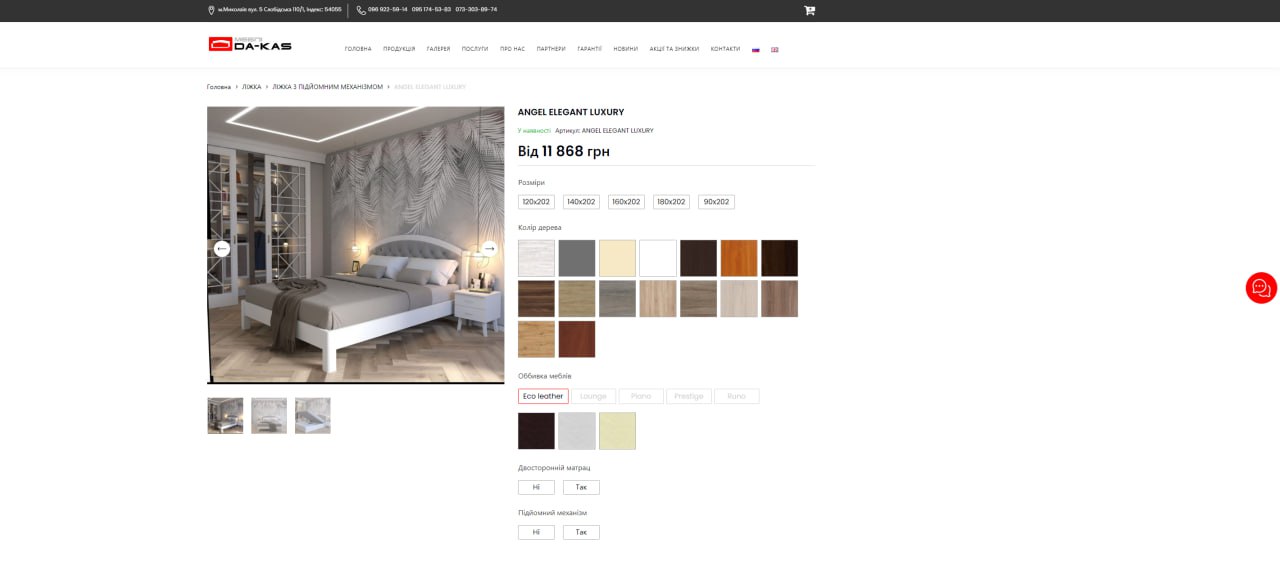 м.Миколаїв вул. 5 Слобідська 110/1, Індекс: 54055
096 922-59-14 095 174-53-83 073-303-69-74
МЕБЛІ
DA-KAS
ГОЛОВНА ПРОДУКЦІЯ ГАЛЕРЕЯ ПОСЛУГИ ПРО НАС ПАРТНЕРИ ГАРАНТІЇ НОВИНИ АКЦІЇ ТА ЗНИЖКИ КОНТАКТИ
Головна > ЛІЖКА > ЛІЖКА З ПІДЙОМНИМ МЕХАНІЗМОМ > ANGEL ELEGANT LUXURY
ANGEL ELEGANT LUXURY
У наявності Артикул: ANGEL ELEGANT LUXURY
Від 11 868 грн
Розміри
120x202 140x202 160x202 180x202 90x202
Колір дерева
Оббивка меблів
Eco leather Lounge Piano Prestige Runo
Двосторонній матрац
Ні Так
Підйомний механізм
Ні Так